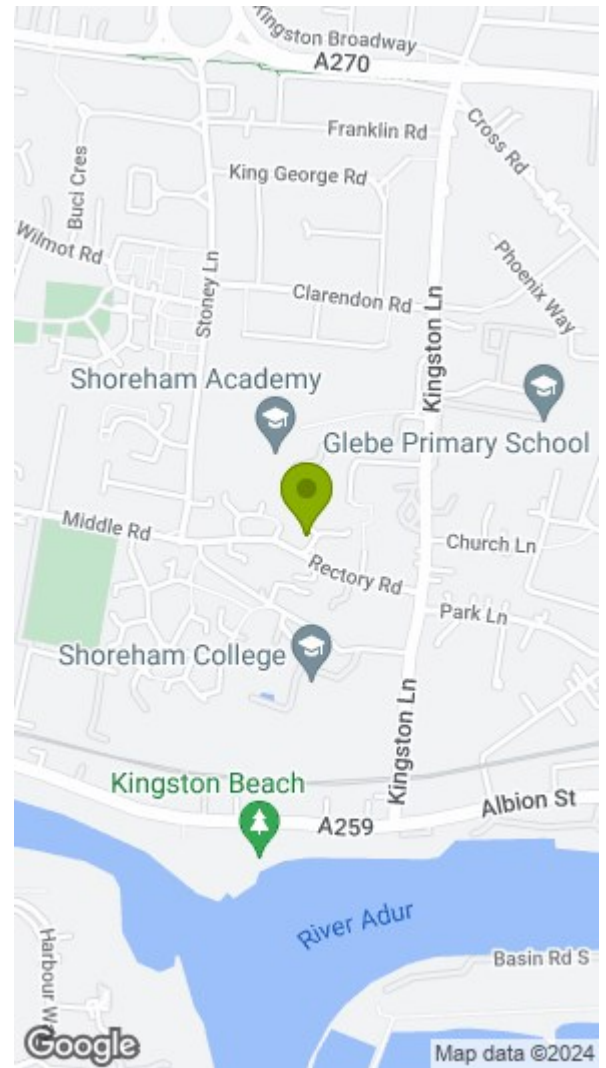 Kingston Broadway
A270
Franklin Rd
Cross Rd
King George Rd
Buci Cres
Wilmot Rd
Phoenix Way
Stoney Ln
Clarendon Rd
Kingston Ln
Shoreham Academy
Glebe Primary School
Middle Rd
Church Ln
Rectory Rd
Park Ln
Shoreham College
Kingston Ln
Kingston Beach
Albion St
A259
River Adur
Harbour W
Basin Rd S
Google
Map data ©2024